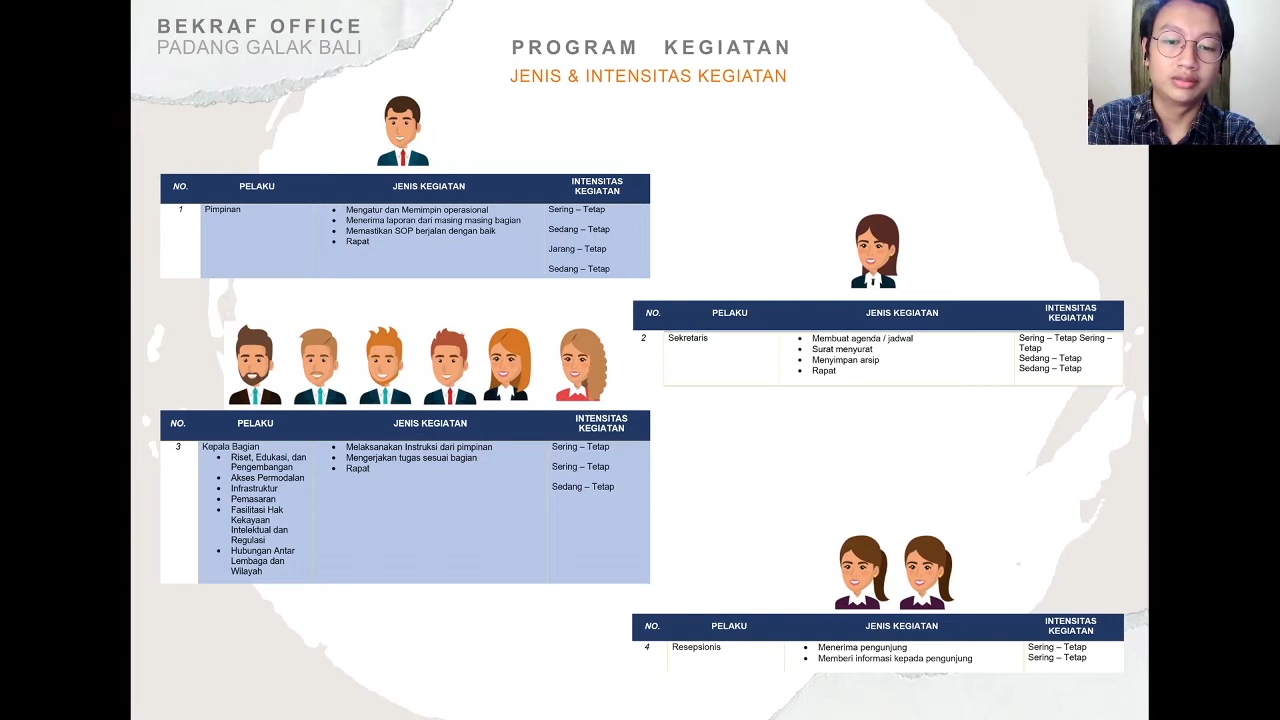 BEKRAF OFFICE
PADANG GALAK BALI
PROGRAM KEGIATAN
JENIS & INTENSITAS KEGIATAN
NO. PELAKU JENIS KEGIATAN INTENSITAS KEGIATAN
1 Pimpinan
• Mengatur dan Memimpin operasional
• Menerima laporan dari masing masing bagian
• Memastikan SOP berjalan dengan baik
• Rapat
Sering – Tetap
Sedang – Tetap
Jarang – Tetap
Sedang – Tetap
NO. PELAKU JENIS KEGIATAN INTENSITAS KEGIATAN
2 Sekretaris
• Membuat agenda / jadwal
• Surat menyurat
• Menyimpan arsip
• Rapat
Sering – Tetap Sering –
Tetap
Sedang – Tetap
Sedang – Tetap
NO. PELAKU JENIS KEGIATAN INTENSITAS KEGIATAN
3 Kepala Bagian
• Riset, Edukasi, dan
Pengembangan
• Akses Permodalan
• Infrastruktur
• Pemasaran
• Fasilitasi Hak
Kekayaan
Intelektual dan
Regulasi
• Hubungan Antar
Lembaga dan
Wilayah
• Melaksanakan Instruksi dari pimpinan
• Mengerjakan tugas sesuai bagian
• Rapat
Sering – Tetap
Sering – Tetap
Sedang – Tetap
NO. PELAKU JENIS KEGIATAN INTENSITAS KEGIATAN
4 Resepsionis
• Menerima pengunjung
• Memberi informasi kepada pengunjung
Sering – Tetap
Sering – Tetap